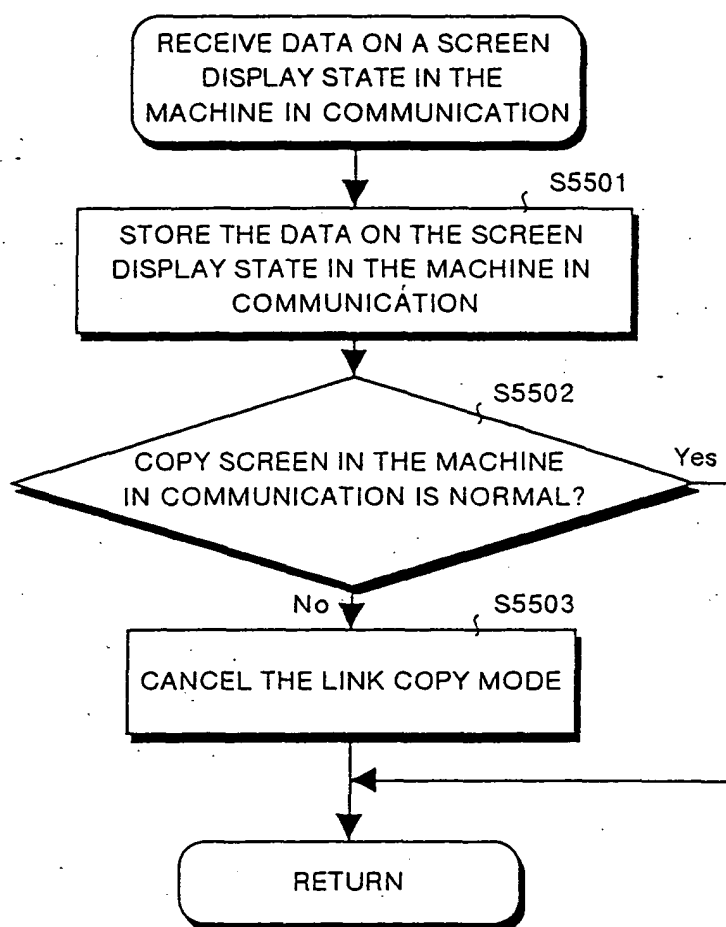 RECEIVE DATA ON A SCREEN
DISPLAY STATE IN THE
MACHINE IN COMMUNICATION
S5501
STORE THE DATA ON THE SCREEN
DISPLAY STATE IN THE MACHINE IN
COMMUNICATION
S5502
COPY SCREEN IN THE MACHINE
IN COMMUNICATION IS NORMAL?
Yes
No
S5503
CANCEL THE LINK COPY MODE
RETURN